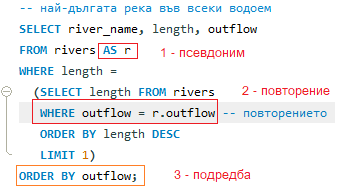 -- най-дългата река във всеки водоем
SELECT river_name, length, outflow
FROM rivers AS r 1 - псевдоним
WHERE length =
(SELECT length FROM rivers 2 - повторение
WHERE outflow = r.outflow -- повторението
ORDER BY length DESC
LIMIT 1)
ORDER BY outflow; 3 - подредба